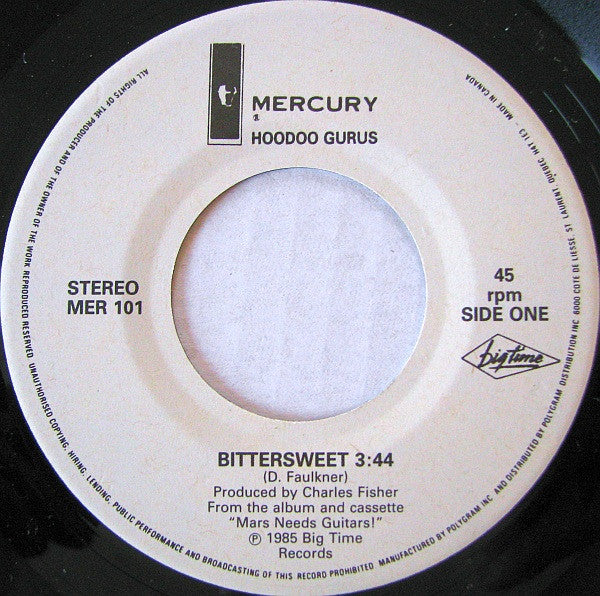 MERCURY
HOODOO GURUS
STEREO
MER 101
45
rpm
SIDE ONE
bigtime
BITTERSWEET 3:44
(D. Faulkner)
Produced by Charles Fisher
From the album and cassette
"Mars Needs Guitars!"
℗ 1985 Big Time
Records
ALL RIGHTS OF THE PRODUCER AND OF THE OWNER OF THE WORK REPRODUCED RESERVED. UNAUTHORISED COPYING, HIRING, LENDING, PUBLIC PERFORMANCE AND BROADCASTING OF THIS RECORD PROHIBITED. MANUFACTURED BY POLYGRAM INC AND DISTRIBUTED BY POLYGRAM DISTRIBUTION INC 6000 COTE DE LIESSE, ST LAURENT, QUEBEC H4T 1E3 - MADE IN CANADA